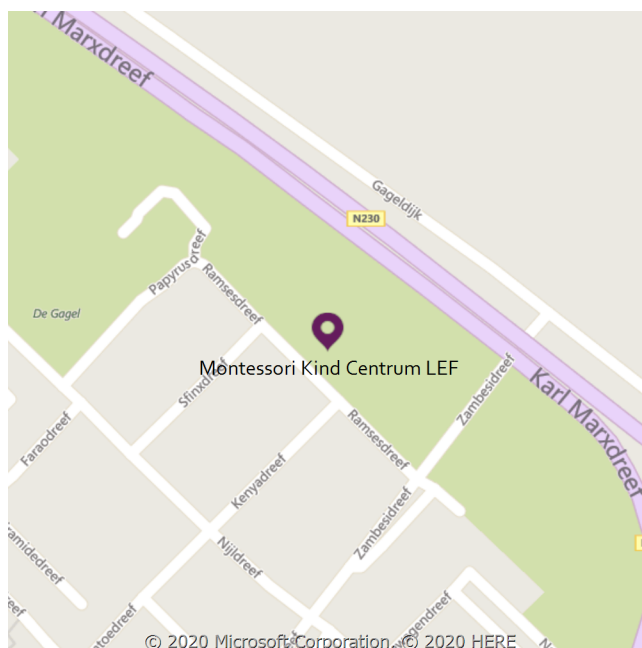 Marxdreef
Gageldijk
N230
Papyrusdreef
Ramsesdreef
De Gagel
Montessori Kind Centrum LEF
Sfinxdreef
Zambesidreef
Karl Marxdreef
Faraodreef
Ramsesdreef
Kenyadreef
Zambesidreef
Nijldreef
© 2020 Microsoft Corporation, © 2020 HERE